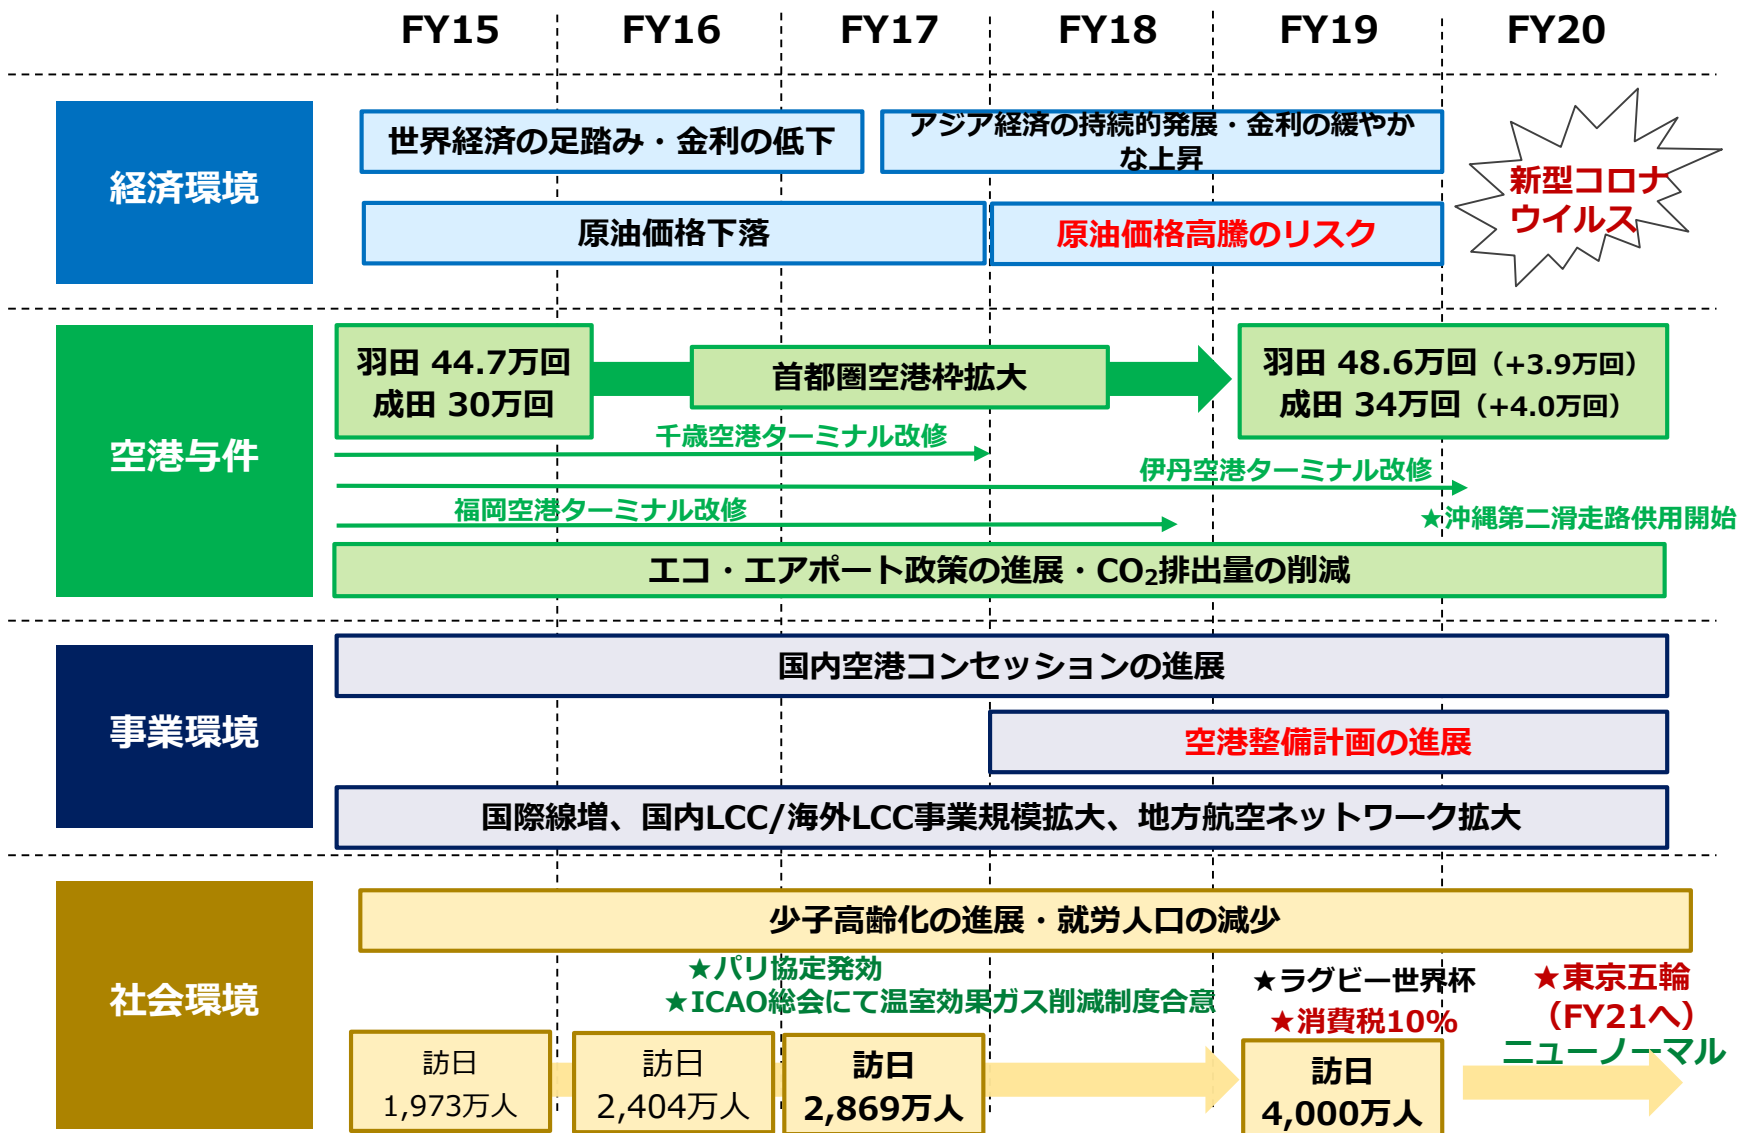 FY15
FY16
FY17
FY18
FY19
FY20
経済環境
世界経済の足踏み・金利の低下
アジア経済の持続的発展・金利の緩やか
な上昇
原油価格下落
原油価格高騰のリスク
新型コロナ
ウイルス
空港与件
羽田 44.7万回
成田 30万回
首都圏空港枠拡大
羽田 48.6万回（+3.9万回）
成田 34万回（+4.0万回）
千歳空港ターミナル改修
伊丹空港ターミナル改修
福岡空港ターミナル改修
★沖縄第二滑走路供用開始
エコ・エアポート政策の進展・CO₂排出量の削減
事業環境
国内空港コンセッションの進展
空港整備計画の進展
国際線増、国内LCC/海外LCC事業規模拡大、地方航空ネットワーク拡大
社会環境
少子高齢化の進展・就労人口の減少
★パリ協定発効
★ICAO総会にて温室効果ガス削減制度合意
★ラグビー世界杯
★消費税10%
★東京五輪
（FY21へ）
ニューノーマル
訪日
1,973万人
訪日
2,404万人
訪日
2,869万人
訪日
4,000万人